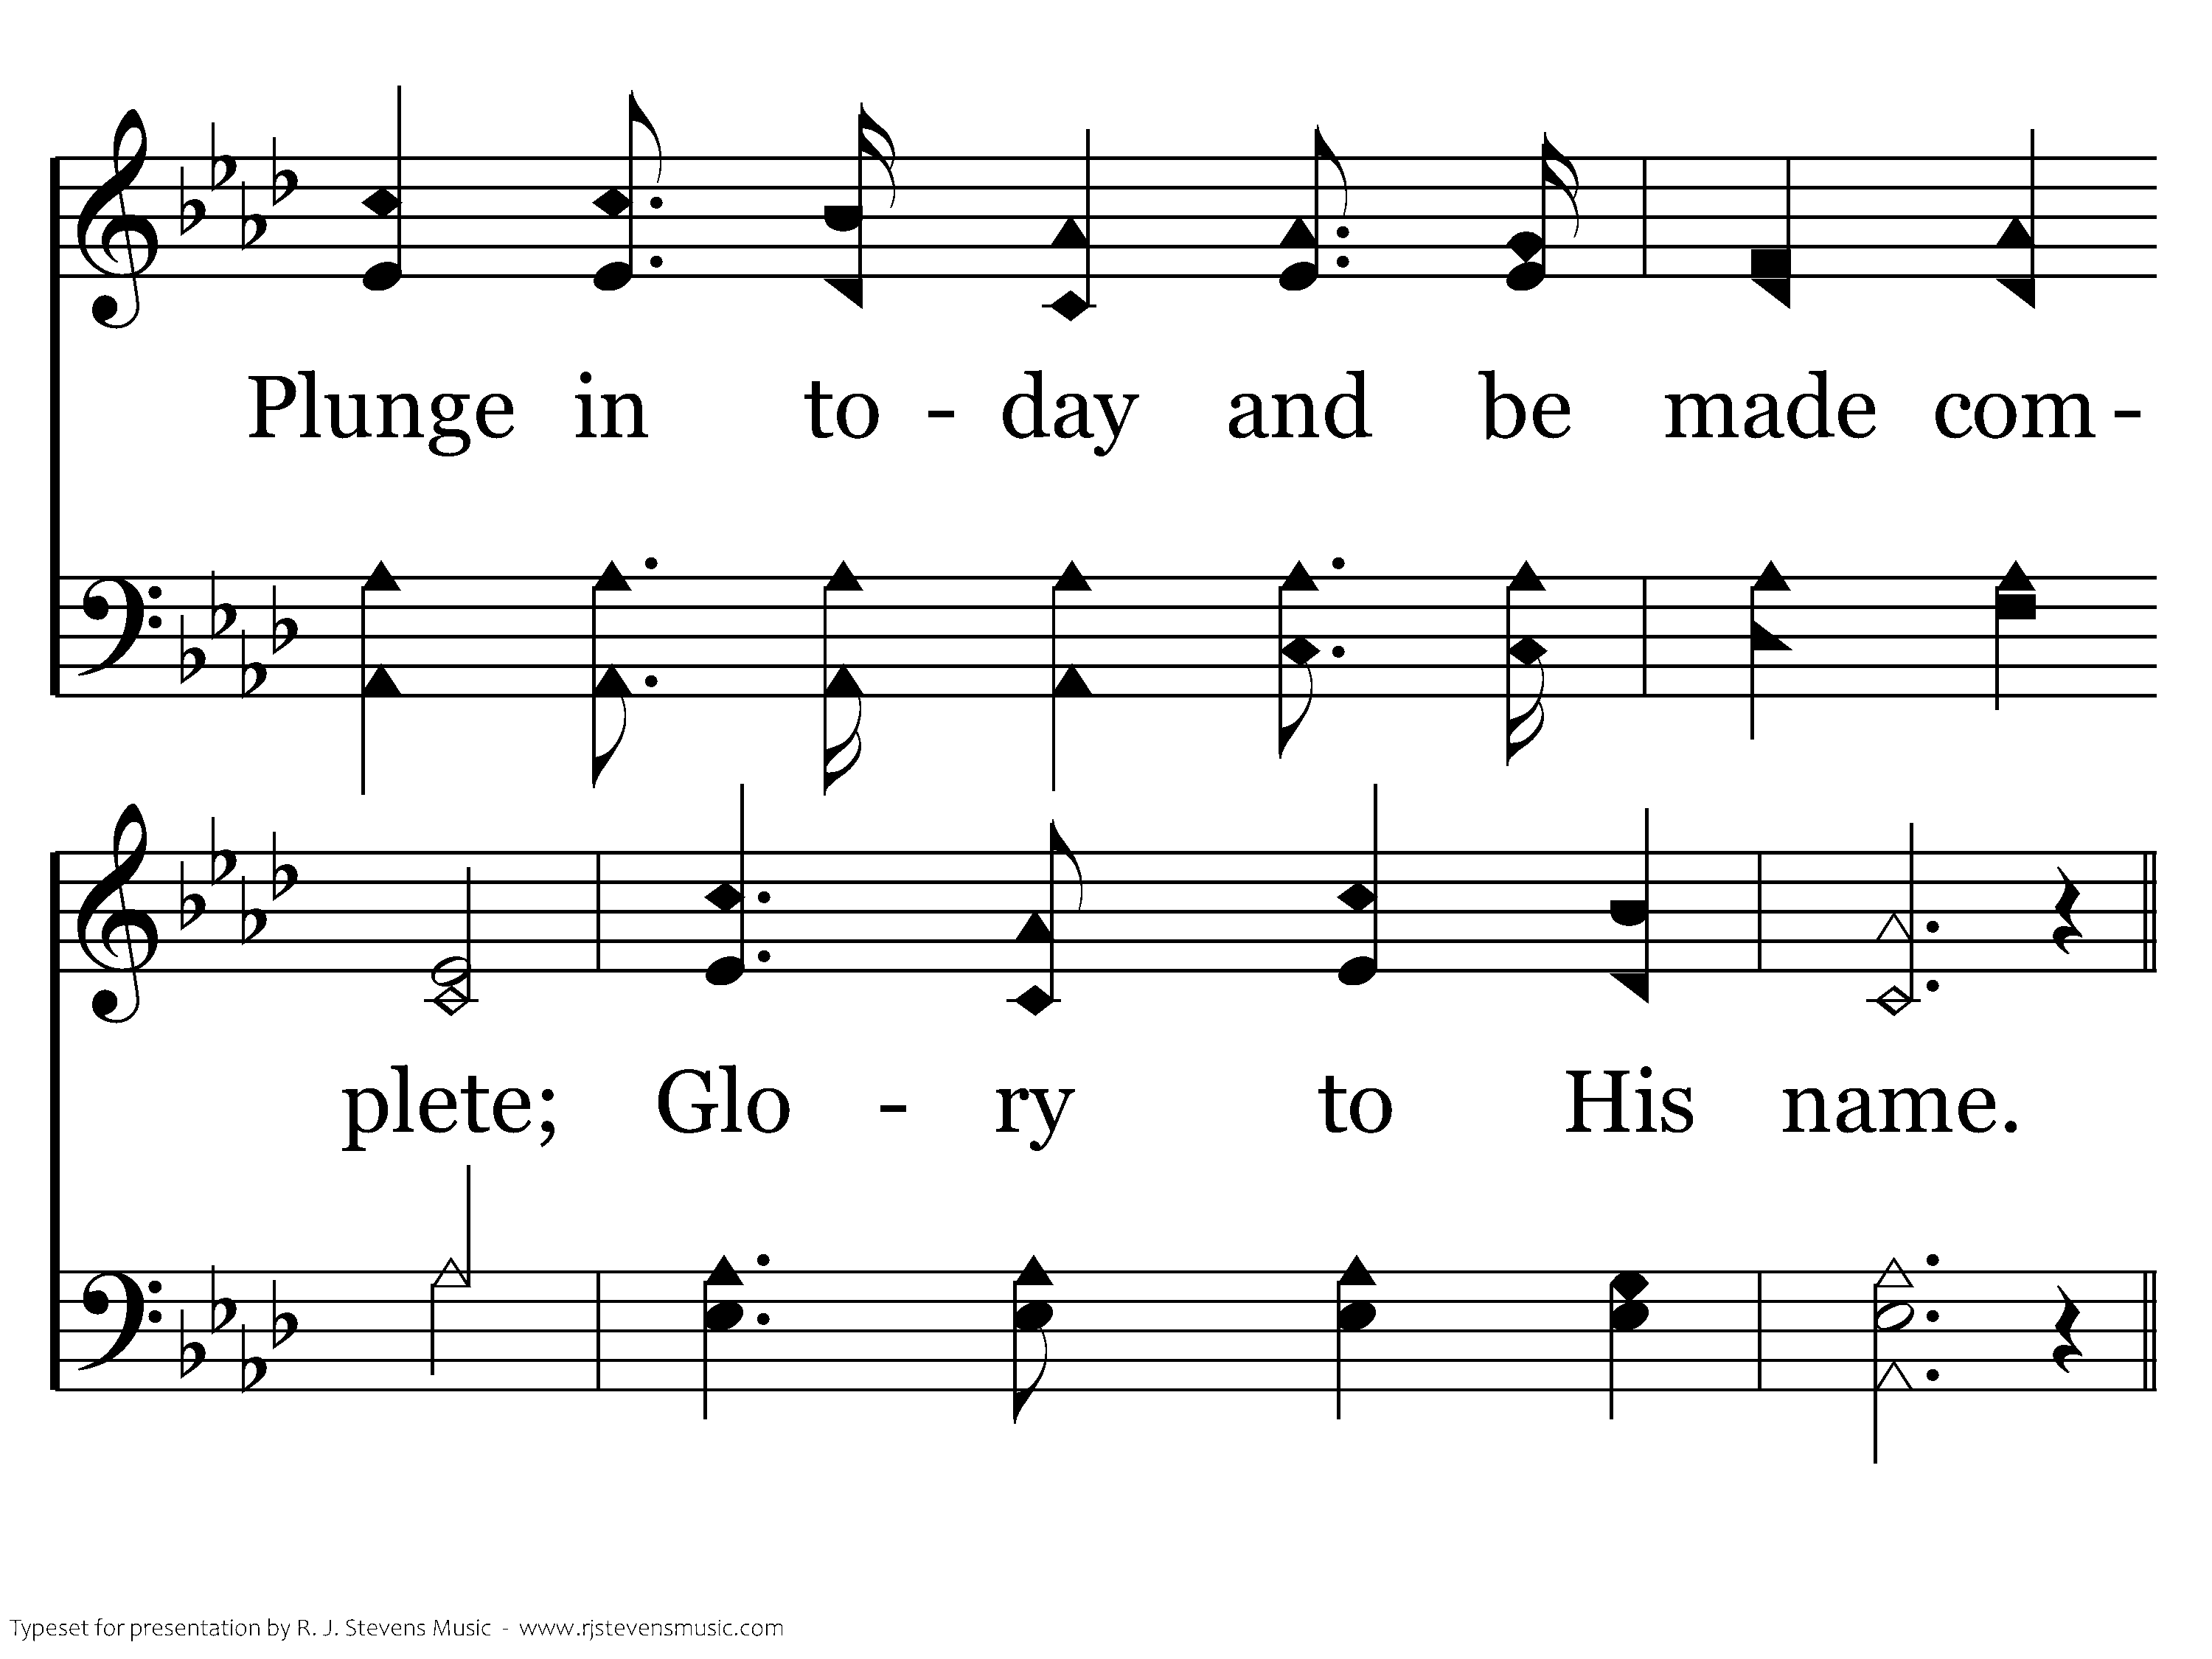 Plunge in to - day and be made com -
plete; Glo - ry to His name.
Typeset for presentation by R. J. Stevens Music - www.rjstevensmusic.com